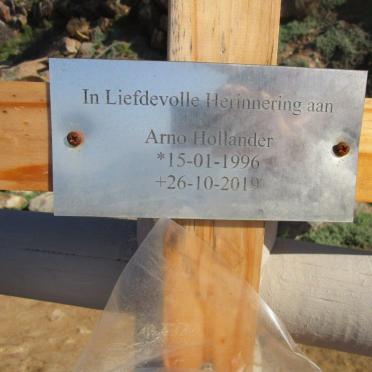 In Liefdevolle Herinnering aan
Arno Hollander
*15-01-1996
+26-10-2019